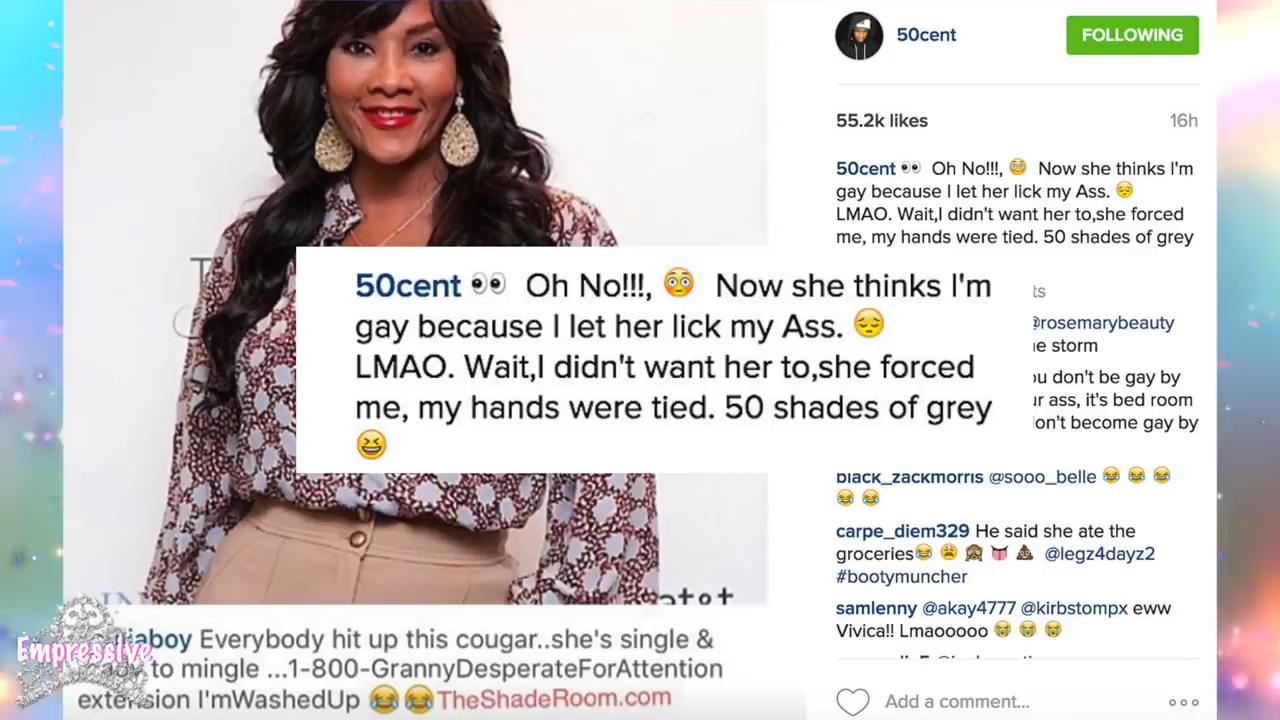 50cent
FOLLOWING
55.2k likes
16h
50cent 👀 Oh No!!!, 😳 Now she thinks I'm
gay because I let her lick my Ass. 😔
LMAO. Wait,I didn't want her to,she forced
me, my hands were tied. 50 shades of grey
50cent 👀 Oh No!!!, 😳 Now she thinks I'm
gay because I let her lick my Ass. 😔
LMAO. Wait,I didn't want her to,she forced
me, my hands were tied. 50 shades of grey
😆
@rosemarybeauty
storm
don't be gay by
ass, it's bed room
become gay by
black_zackmorris @sooo_belle 😂 😂 😂
😂 😂
carpe_diem329 He said she ate the
groceries😂 😩 🙈 👅 💩 @legz4dayz2
#bootymuncher
samlenny @akay4777 @kirbstompx eww
Vivica!! Lmaooooo 😭 😭 😭
Everybody hit up this cougar..she's single &
to mingle ...1-800-GrannyDesperateForAttention
extension I'mWashedUp 😂😂TheShadeRoom.com
Empressive
Add a comment...